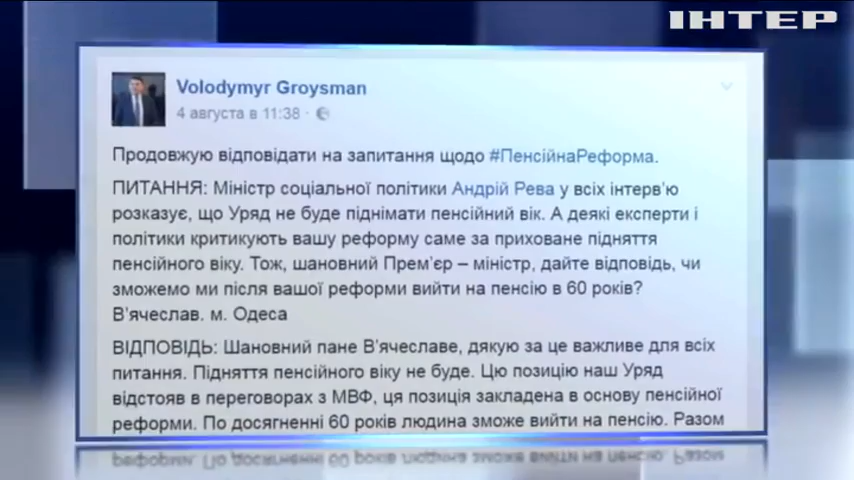 ІНТЕР
Volodymyr Groysman
4 августа в 11:38 ·
Продовжую відповідати на запитання щодо #ПенсійнаРеформа.
ПИТАННЯ: Міністр соціальної політики Андрій Рева у всіх інтерв'ю
розказує, що Уряд не буде піднімати пенсійний вік. А деякі експерти і
політики критикують вашу реформу саме за приховане підняття
пенсійного віку. Тож, шановний Прем'єр – міністр, дайте відповідь, чи
зможемо ми після вашої реформи вийти на пенсію в 60 років?
В'ячеслав. м. Одеса
ВІДПОВІДЬ: Шановний пане В'ячеславе, дякую за це важливе для всіх
питання. Підняття пенсійного віку не буде. Цю позицію наш Уряд
відстояв в переговорах з МВФ, ця позиція закладена в основу пенсійної
реформи. По досягненні 60 років людина зможе вийти на пенсію. Разом